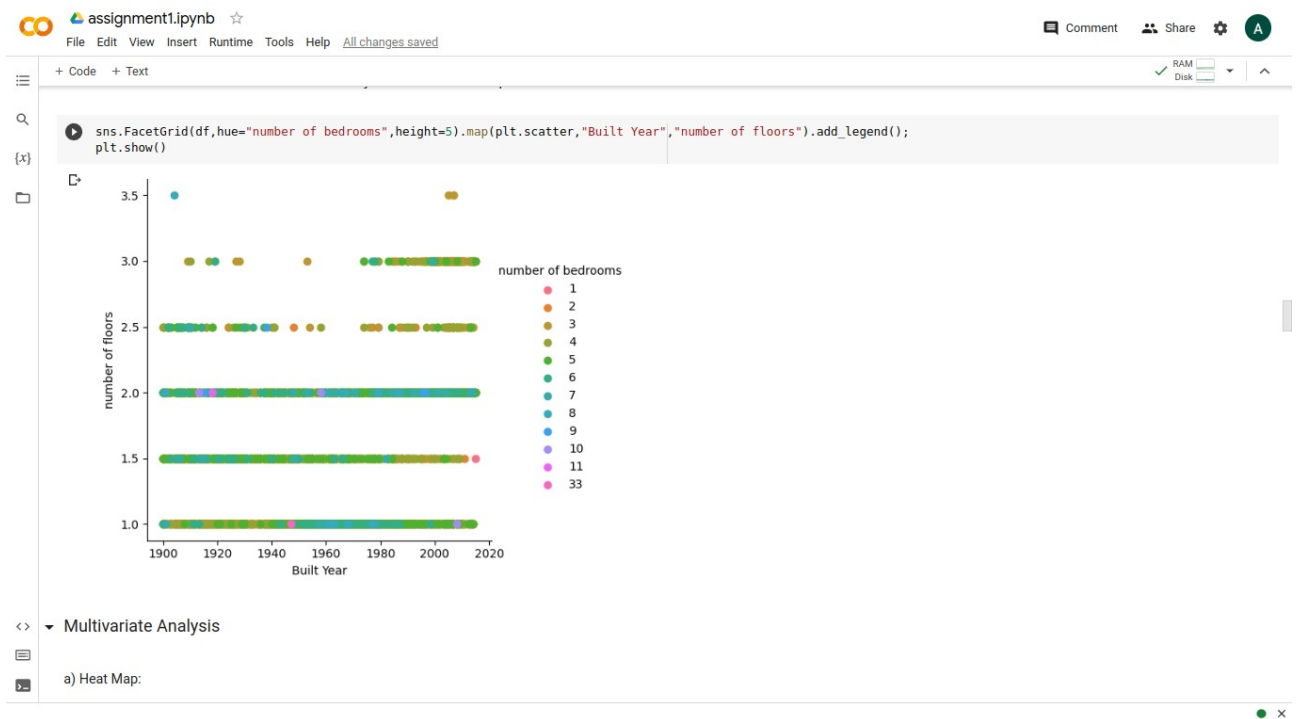 assignment1.ipynb
Comment
Share
A
File Edit View Insert Runtime Tools Help All changes saved
+ Code + Text
RAM
Disk
sns.FacetGrid(df,hue="number of bedrooms",height=5).map(plt.scatter,"Built Year","number of floors").add_legend();
plt.show()
{x}
3.5
3.0
2.5
2.0
1.5
1.0
number of floors
1900 1920 1940 1960 1980 2000 2020
Built Year
number of bedrooms
1
2
3
4
5
6
7
8
9
10
11
33
Multivariate Analysis
a) Heat Map: